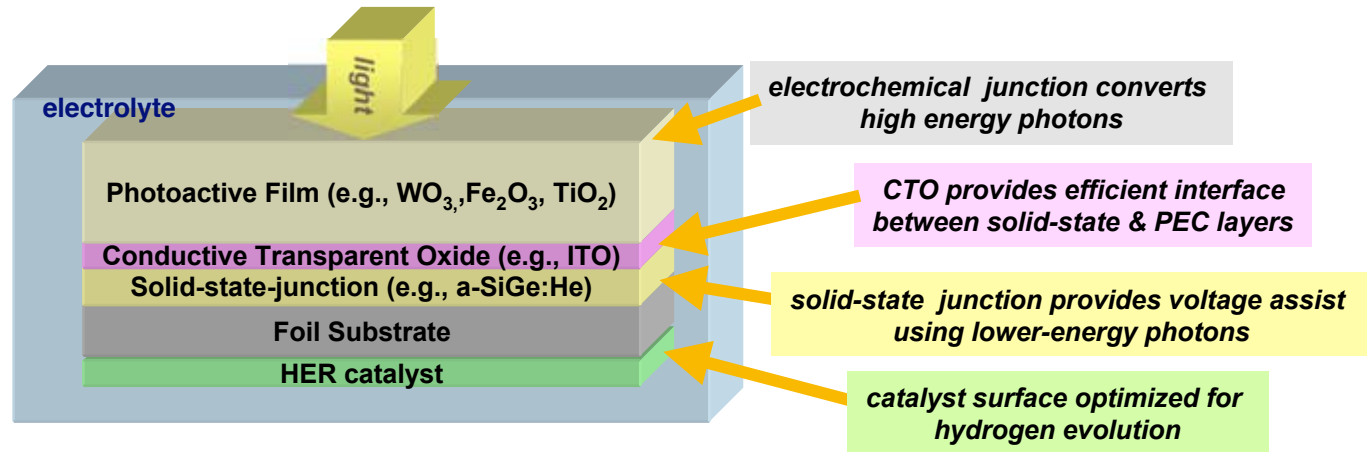 light
electrolyte
Photoactive Film (e.g., WO₃,,Fe₂O₃, TiO₂)
Conductive Transparent Oxide (e.g., ITO)
Solid-state-junction (e.g., a-SiGe:He)
Foil Substrate
HER catalyst
electrochemical junction converts
high energy photons
CTO provides efficient interface
between solid-state & PEC layers
solid-state junction provides voltage assist
using lower-energy photons
catalyst surface optimized for
hydrogen evolution